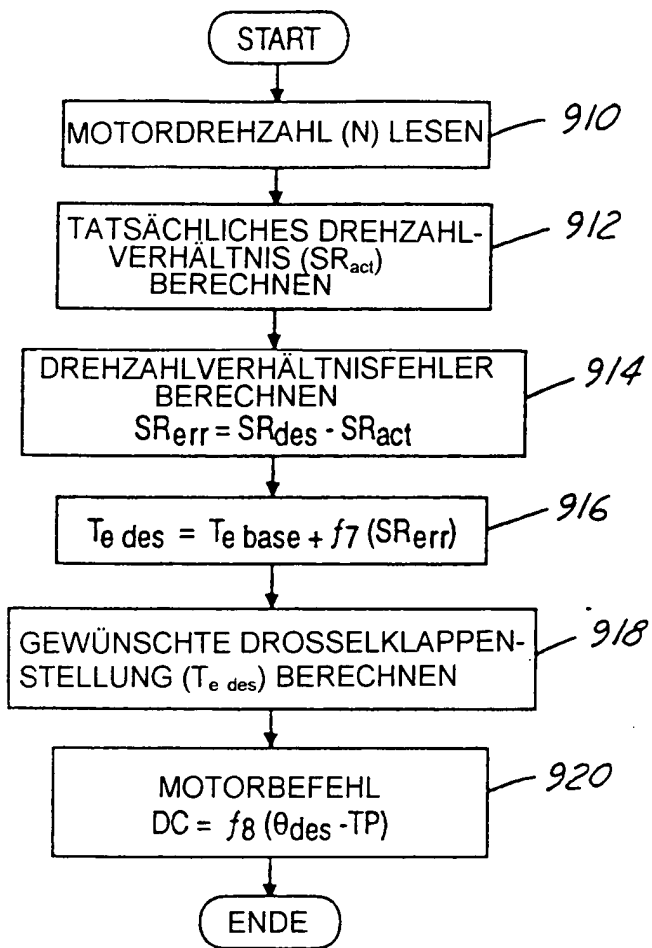 START
MOTORDREHZAHL (N) LESEN
910
TATSÄCHLICHES DREHZAHL-
VERHÄLTNIS (SRact)
BERECHNEN
912
DREHZAHLVERHÄLTNISFEHLER
BERECHNEN
SRerr = SRdes - SRact
914
Te des = Te base + f7 (SRerr)
916
GEWÜNSCHTE DROSSELKLAPPEN-
STELLUNG (Te des) BERECHNEN
918
MOTORBEFEHL
DC = f8 (θdes -TP)
920
ENDE